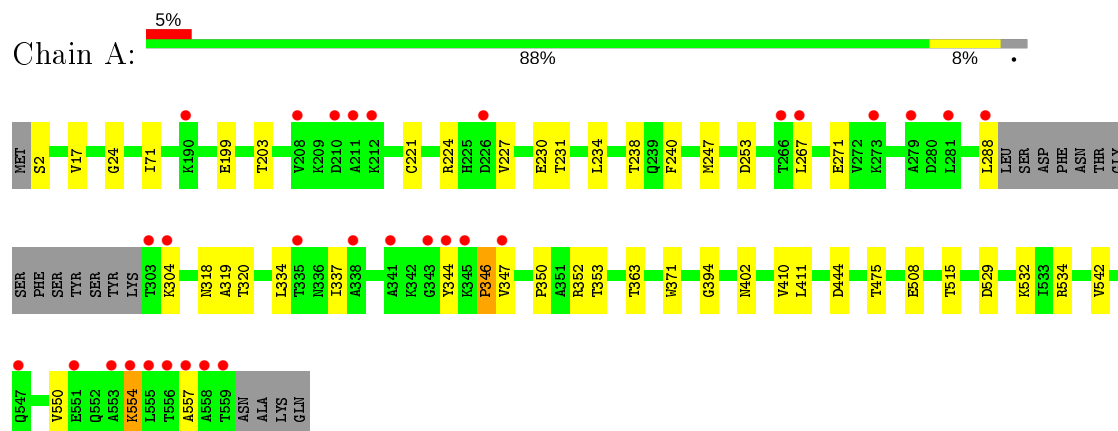 5%
Chain A:
88%
8%
•
MET S2 V17 G24 I71 K190 E199 T203 V208 K209 D210 A211 K212 C221 R224 H225 D226 V227 E230 T231 L234 T238 Q239 F240 M247 D253 T266 L267 E271 V272 K273 A279 D280 L281 L288 LEU SER ASP PHE ASN THR GLY
SER PHE SER TYR SER TYR LYS T303 K304 N318 A319 T320 L334 T335 N336 I337 A338 A341 K342 G343 Y344 K345 P346 V347 P350 A351 R352 T353 T363 W371 G394 N402 V410 L411 D444 T475 E508 T515 D529 K532 I533 R534 V542
Q547 V550 E551 Q552 A553 K554 L555 T556 A557 A558 T559 ASN ALA LYS GLN